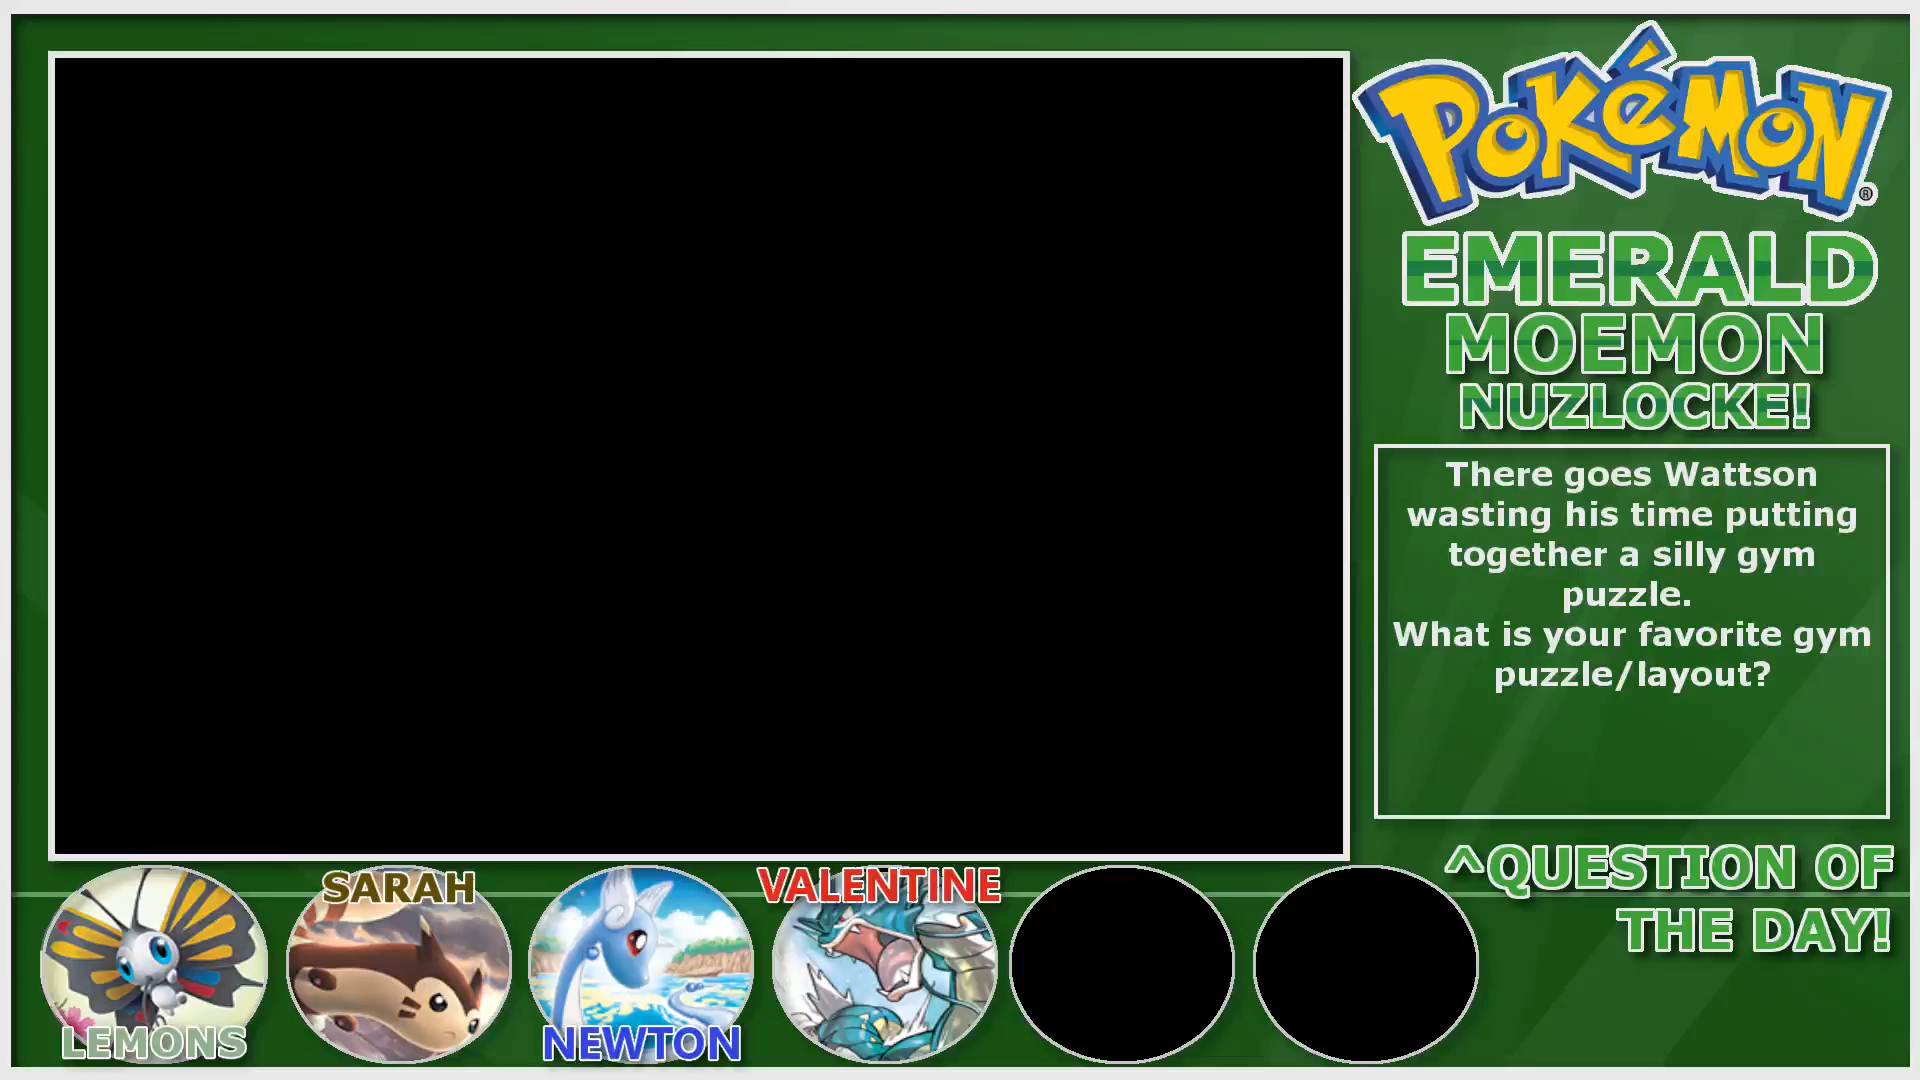 POKéMON
®
EMERALD
MOEMON
NUZLOCKE!
There goes Wattson
wasting his time putting
together a silly gym
puzzle.
What is your favorite gym
puzzle/layout?
^QUESTION OF
THE DAY!
LEMONS
SARAH
NEWTON
VALENTINE